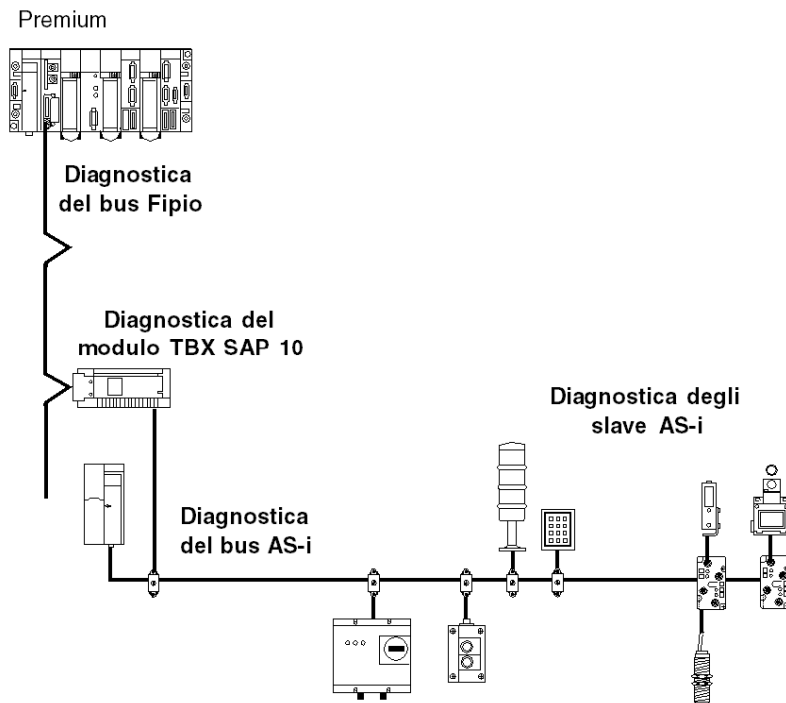 Premium
Diagnostica
del bus Fipio
Diagnostica del
modulo TBX SAP 10
Diagnostica degli
slave AS-i
Diagnostica
del bus AS-i